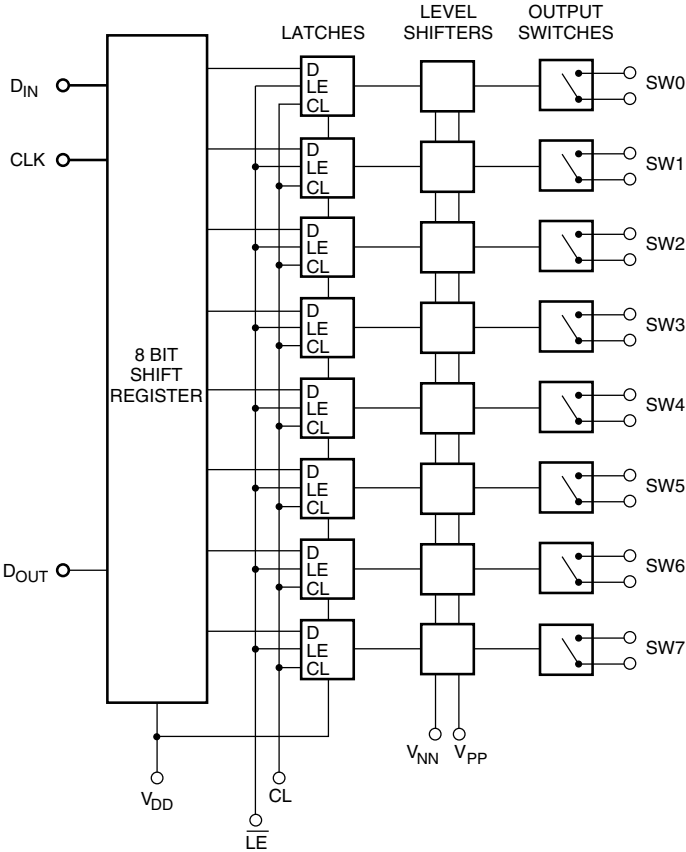 LATCHES
LEVEL
SHIFTERS
OUTPUT
SWITCHES
DIN
CLK
8 BIT
SHIFT
REGISTER
DOUT
D
LE
CL
SW0
D
LE
CL
SW1
D
LE
CL
SW2
D
LE
CL
SW3
D
LE
CL
SW4
D
LE
CL
SW5
D
LE
CL
SW6
D
LE
CL
SW7
VDD
LE
CL
VNN
VPP